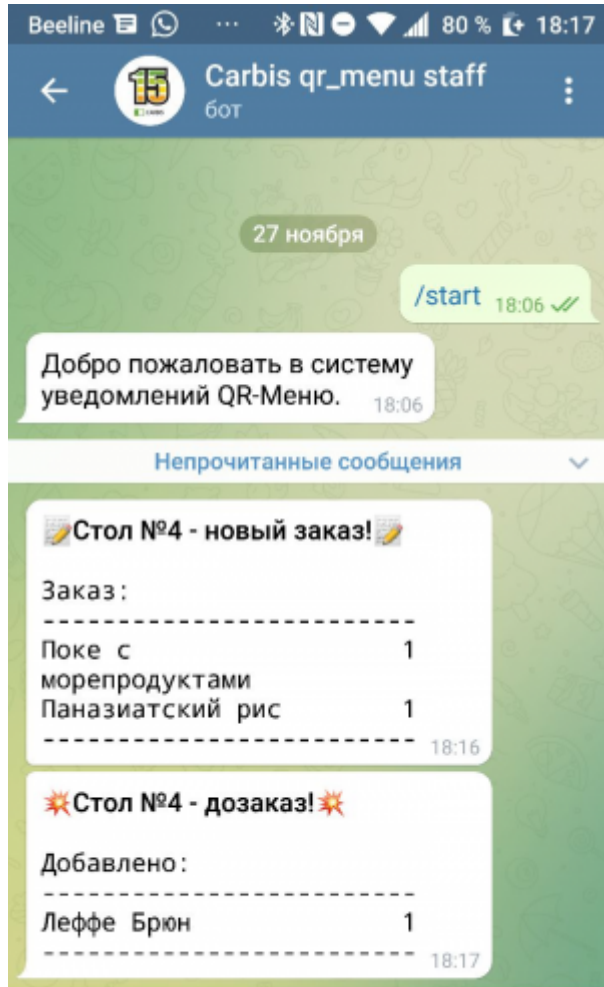 Beeline ... 80 % 18:17
15
Carbis qr_menu staff
бот
27 ноября
/start 18:06
Добро пожаловать в систему
уведомлений QR-Меню. 18:06
Непрочитанные сообщения
Стол №4 - новый заказ!
Заказ:
--------------------------
Поке с 1
морепродуктами
Паназиатский рис 1
--------------------------
18:16
Стол №4 - дозаказ!
Добавлено:
--------------------------
Леффе Брюн 1
--------------------------
18:17